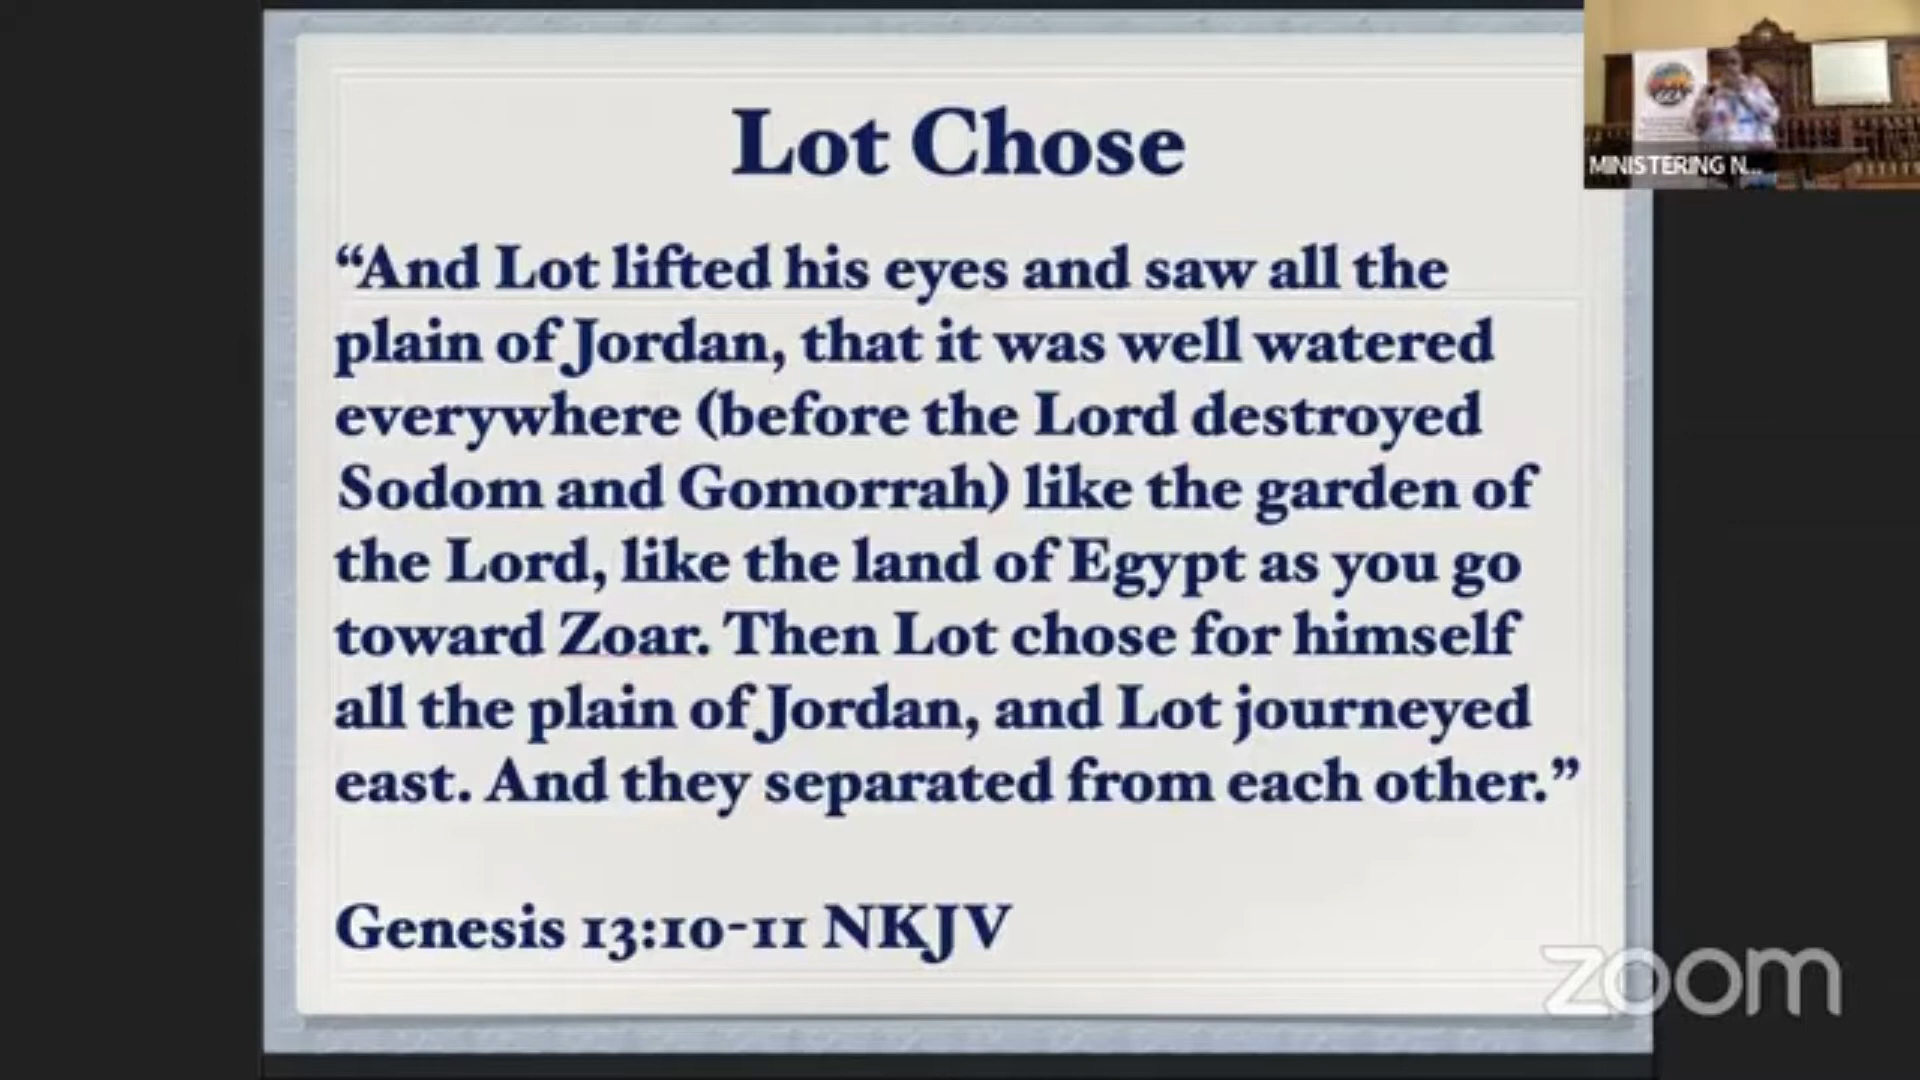 Lot Chose
“And Lot lifted his eyes and saw all the
plain of Jordan, that it was well watered
everywhere (before the Lord destroyed
Sodom and Gomorrah) like the garden of
the Lord, like the land of Egypt as you go
toward Zoar. Then Lot chose for himself
all the plain of Jordan, and Lot journeyed
east. And they separated from each other.”
Genesis 13:10-11 NKJV
MINISTERING N...
zoom